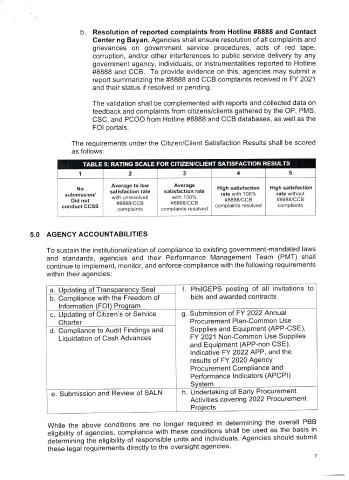 b. Resolution of reported complaints from Hotline #8888 and Contact
Center ng Bayan. Agencies shall ensure resolution of all complaints and
grievances on government service procedures, acts of red tape,
corruption, and/or other interferences to public service delivery by any
government agency, individuals, or instrumentalities reported to Hotline
#8888 and CCB. To provide evidence on this, agencies may submit a
report summarizing the #8888 and CCB complaints received in FY 2021
and their status if resolved or pending.
The validation shall be complemented with reports and collected data on
feedback and complaints from citizens/clients gathered by the OP, PMS,
CSC, and PCOO from Hotline #8888 and CCB databases, as well as the
FOI portals.
The requirements under the Citizen/Client Satisfaction Results shall be scored
as follows:
TABLE 5: RATING SCALE FOR CITIZEN/CLIENT SATISFACTION RESULTS
1 2 3 4 5
No
submission/
Did not
conduct CCSS
Average to low
satisfaction rate
with unresolved
#8888/CCB
complaints
Average
satisfaction rate
with 100%
#8888/CCB
complaints resolved
High satisfaction
rate with 100%
#8888/CCB
complaints resolved
High satisfaction
rate without
#8888/CCB
complaints
5.0 AGENCY ACCOUNTABILITIES
To sustain the institutionalization of compliance to existing government-mandated laws
and standards, agencies and their Performance Management Team (PMT) shall
continue to implement, monitor, and enforce compliance with the following requirements
within their agencies:
a. Updating of Transparency Seal
b. Compliance with the Freedom of
Information (FOI) Program
c. Updating of Citizen's or Service
Charter
d. Compliance to Audit Findings and
Liquidation of Cash Advances
e. Submission and Review of SALN
f. PhilGEPS posting of all invitations to
bids and awarded contracts
g. Submission of FY 2022 Annual
Procurement Plan-Common Use
Supplies and Equipment (APP-CSE),
FY 2021 Non-Common Use Supplies
and Equipment (APP-non CSE),
Indicative FY 2022 APP, and the
results of FY 2020 Agency
Procurement Compliance and
Performance Indicators (APCPI)
System
h. Undertaking of Early Procurement
Activities covering 2022 Procurement
Projects
While the above conditions are no longer required in determining the overall PBB
eligibility of agencies, compliance with these conditions shall be used as the basis in
determining the eligibility of responsible units and individuals. Agencies should submit
these legal requirements directly to the oversight agencies.
7